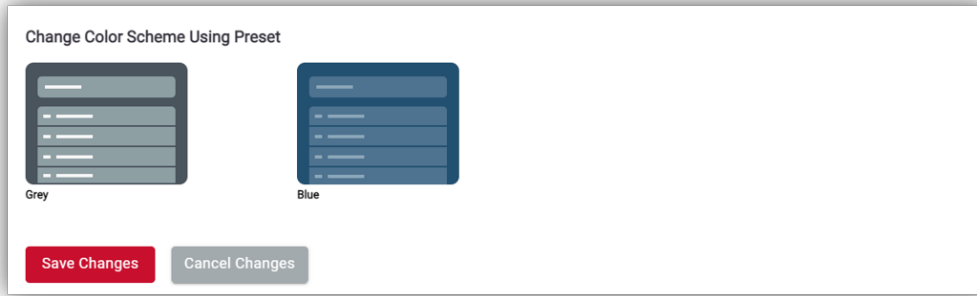 Change Color Scheme Using Preset
Grey
Blue
Save Changes
Cancel Changes